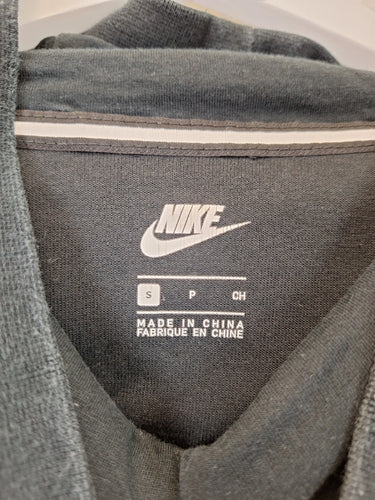 NIKE
S P CH
MADE IN CHINA
FABRIQUE EN CHINE